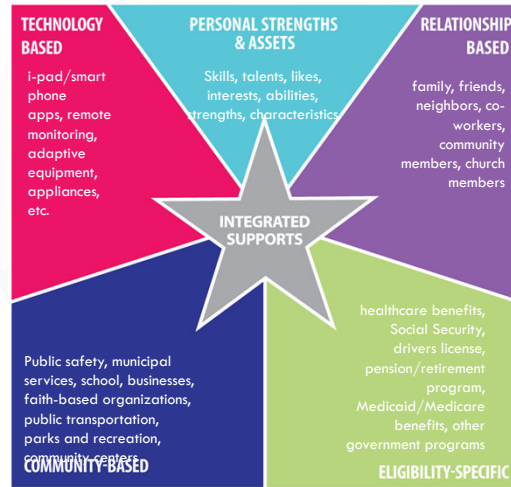 TECHNOLOGY
BASED
i-pad/smart
phone
apps, remote
monitoring,
adaptive
equipment,
appliances,
etc.
PERSONAL STRENGTHS
& ASSETS
Skills, talents, likes,
interests, abilities,
strengths, characteristics
RELATIONSHIP
BASED
family, friends,
neighbors, co-
workers,
community
members, church
members
INTEGRATED
SUPPORTS
Public safety, municipal
services, school, businesses,
faith-based organizations,
public transportation,
parks and recreation,
community centers
COMMUNITY-BASED
healthcare benefits,
Social Security,
drivers license,
pension/retirement
program,
Medicaid/Medicare
benefits, other
government programs
ELIGIBILITY-SPECIFIC